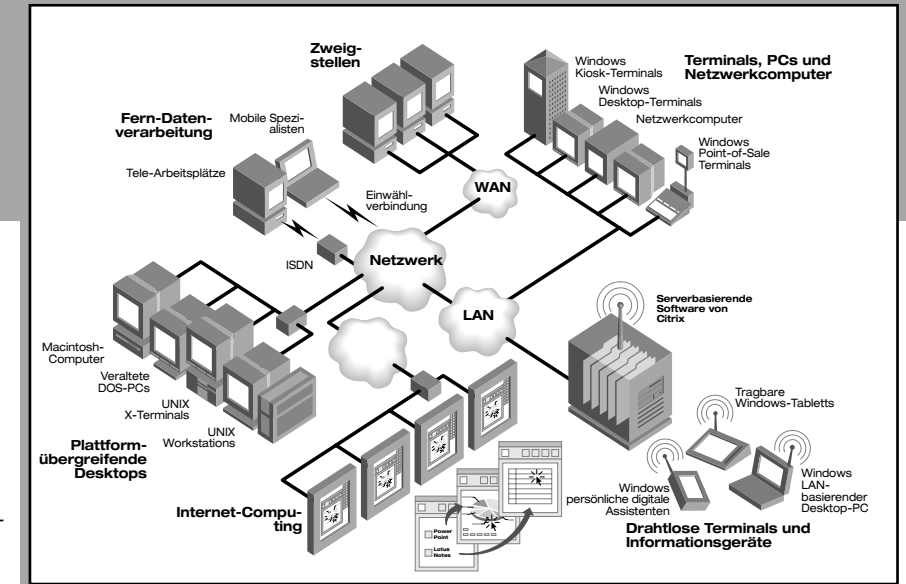 Zweig-
stellen
Windows
Kiosk-Terminals
Terminals, PCs und
Netzwerkcomputer
Windows
Desktop-Terminals
Netzwerkcomputer
Windows
Point-of-Sale
Terminals
Fern-Daten-
verarbeitung
Mobile Spezi-
alisten
Tele-Arbeitsplätze
Einwähl-
verbindung
WAN
ISDN
Netzwerk
LAN
Serverbasierende
Software von
Citrix
Macintosh-
Computer
Veraltete
DOS-PCs
UNIX
X-Terminals
UNIX
Workstations
Plattform-
übergreifende
Desktops
Tragbare
Windows-Tabletts
Internet-Compu-
ting
Power
Point
Lotus
Notes
Windows
persönliche digitale
Assistenten
Windows
LAN-
basierender
Desktop-PC
Drahtlose Terminals und
Informationsgeräte